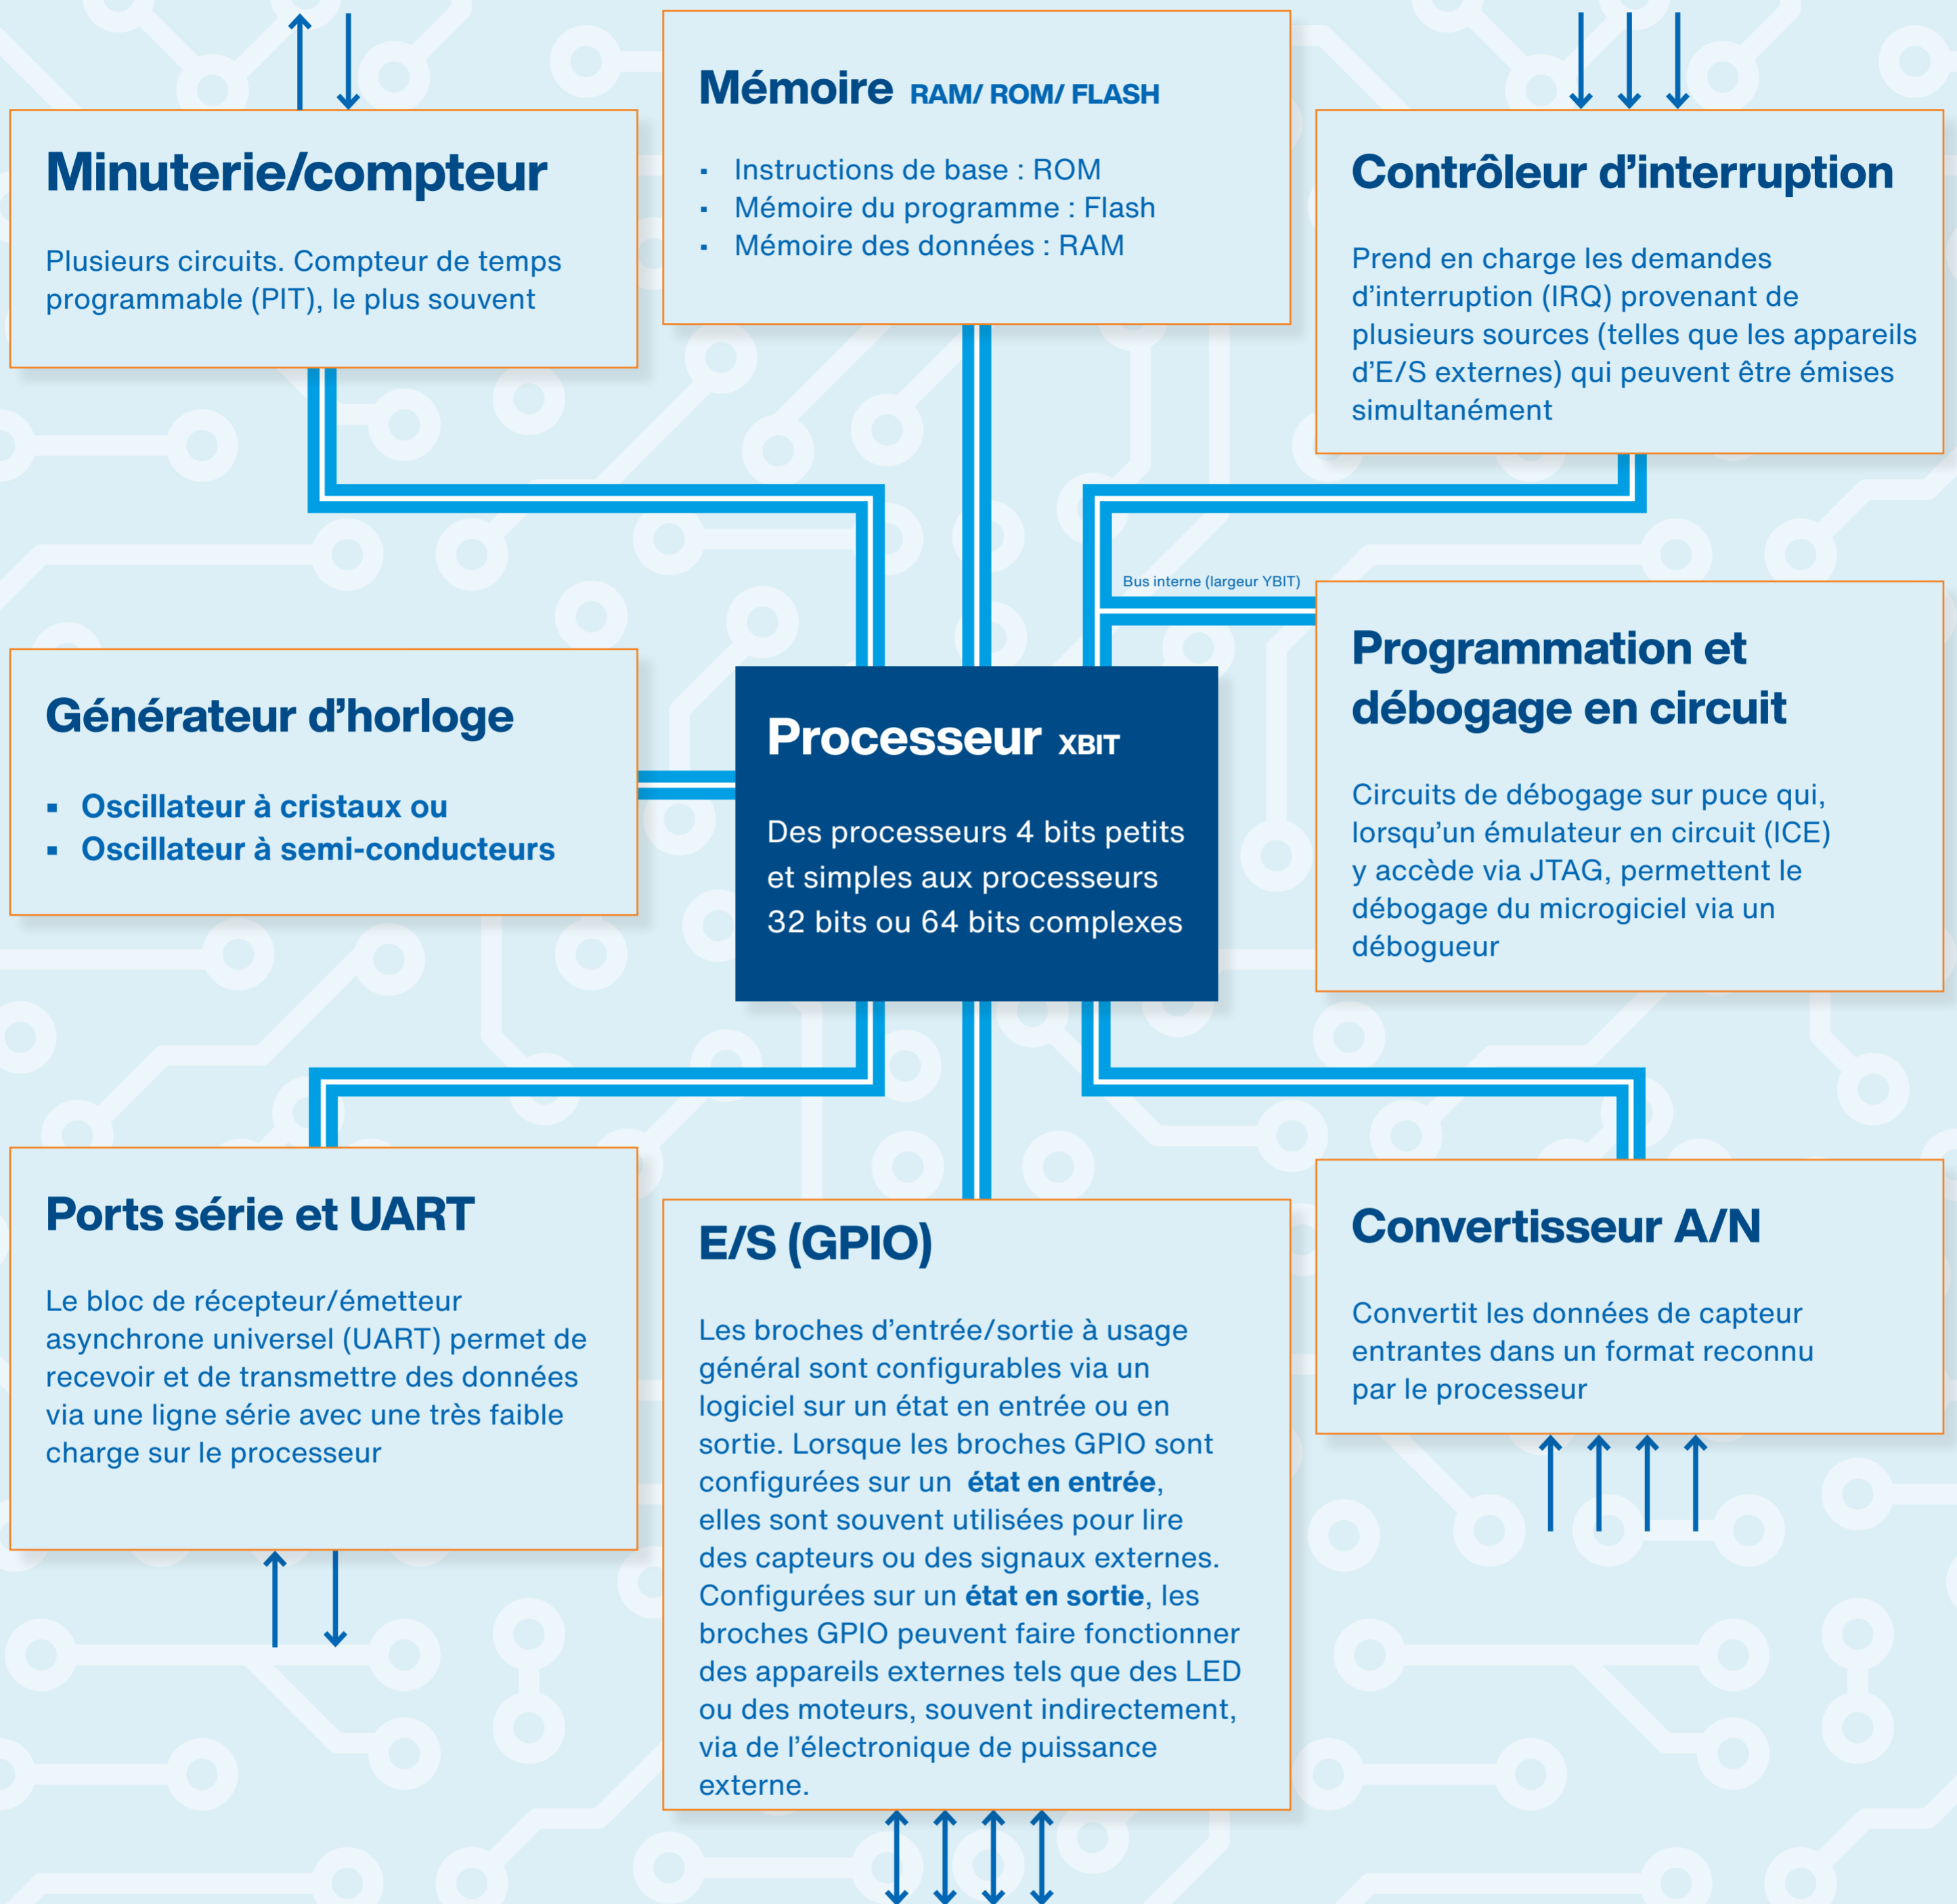 Minuterie/compteur
Plusieurs circuits. Compteur de temps
programmable (PIT), le plus souvent
Mémoire RAM/ ROM/ FLASH
▪ Instructions de base : ROM
▪ Mémoire du programme : Flash
▪ Mémoire des données : RAM
Contrôleur d’interruption
Prend en charge les demandes
d’interruption (IRQ) provenant de
plusieurs sources (telles que les appareils
d’E/S externes) qui peuvent être émises
simultanément
Bus interne (largeur YBIT)
Générateur d’horloge
▪ Oscillateur à cristaux ou
▪ Oscillateur à semi-conducteurs
Processeur XBIT
Des processeurs 4 bits petits
et simples aux processeurs
32 bits ou 64 bits complexes
Programmation et
débogage en circuit
Circuits de débogage sur puce qui,
lorsqu’un émulateur en circuit (ICE)
y accède via JTAG, permettent le
débogage du microgiciel via un
débogueur
Ports série et UART
Le bloc de récepteur/émetteur
asynchrone universel (UART) permet de
recevoir et de transmettre des données
via une ligne série avec une très faible
charge sur le processeur
E/S (GPIO)
Les broches d’entrée/sortie à usage
général sont configurables via un
logiciel sur un état en entrée ou en
sortie. Lorsque les broches GPIO sont
configurées sur un état en entrée,
elles sont souvent utilisées pour lire
des capteurs ou des signaux externes.
Configurées sur un état en sortie, les
broches GPIO peuvent faire fonctionner
des appareils externes tels que des LED
ou des moteurs, souvent indirectement,
via de l’électronique de puissance
externe.
Convertisseur A/N
Convertit les données de capteur
entrantes dans un format reconnu
par le processeur